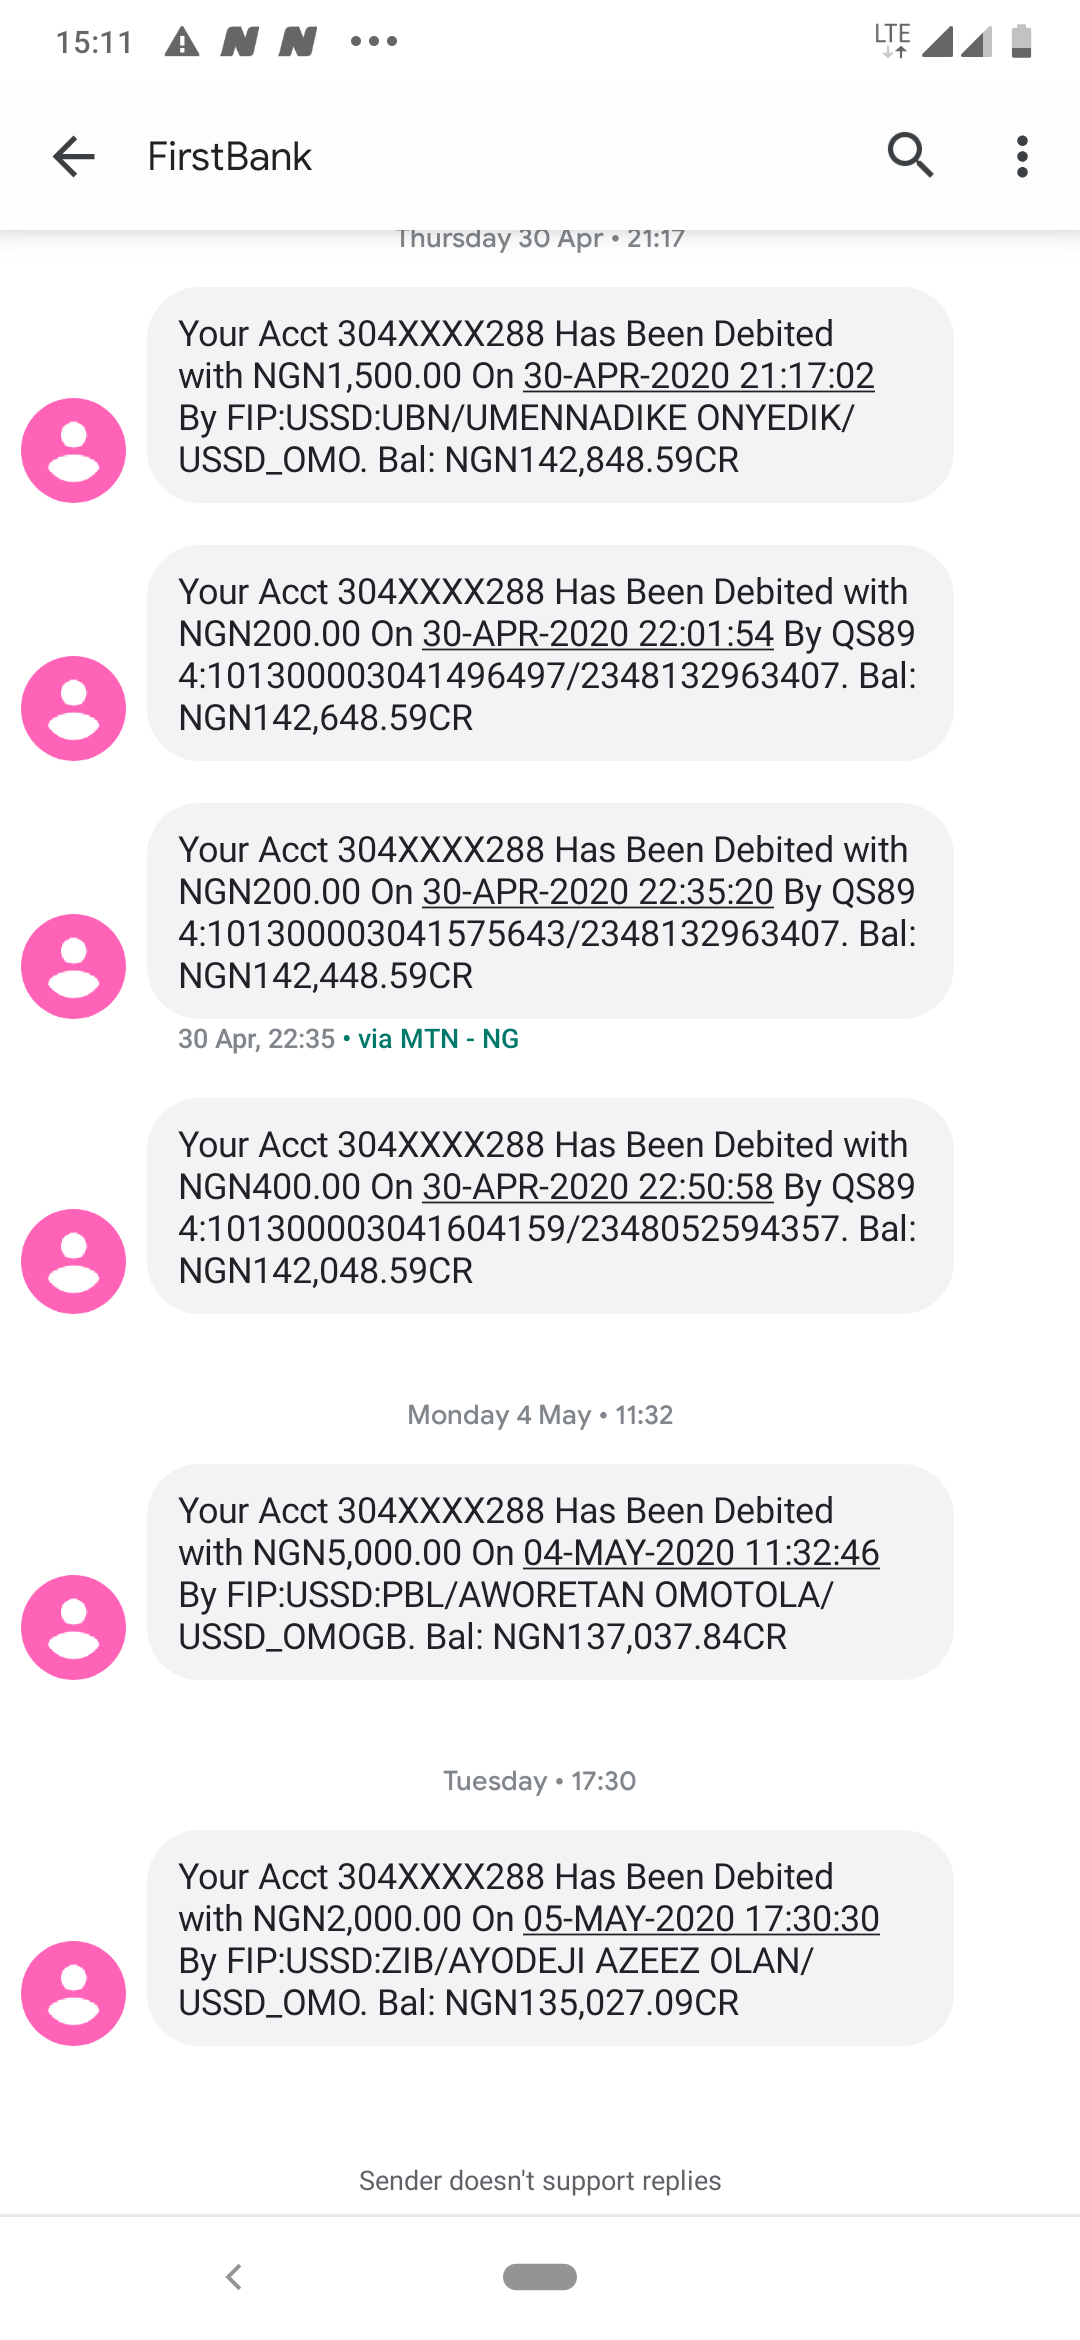 15:11
LTE
FirstBank
Thursday 30 Apr • 21:17
Your Acct 304XXXX288 Has Been Debited
with NGN1,500.00 On 30-APR-2020 21:17:02
By FIP:USSD:UBN/UMENNADIKE ONYEDIK/
USSD_OMO. Bal: NGN142,848.59CR
Your Acct 304XXXX288 Has Been Debited with
NGN200.00 On 30-APR-2020 22:01:54 By QS89
4:101300003041496497/2348132963407. Bal:
NGN142,648.59CR
Your Acct 304XXXX288 Has Been Debited with
NGN200.00 On 30-APR-2020 22:35:20 By QS89
4:101300003041575643/2348132963407. Bal:
NGN142,448.59CR
30 Apr, 22:35 • via MTN - NG
Your Acct 304XXXX288 Has Been Debited with
NGN400.00 On 30-APR-2020 22:50:58 By QS89
4:101300003041604159/2348052594357. Bal:
NGN142,048.59CR
Monday 4 May • 11:32
Your Acct 304XXXX288 Has Been Debited
with NGN5,000.00 On 04-MAY-2020 11:32:46
By FIP:USSD:PBL/AWORETAN OMOTOLA/
USSD_OMOGB. Bal: NGN137,037.84CR
Tuesday • 17:30
Your Acct 304XXXX288 Has Been Debited
with NGN2,000.00 On 05-MAY-2020 17:30:30
By FIP:USSD:ZIB/AYODEJI AZEEZ OLAN/
USSD_OMO. Bal: NGN135,027.09CR
Sender doesn't support replies